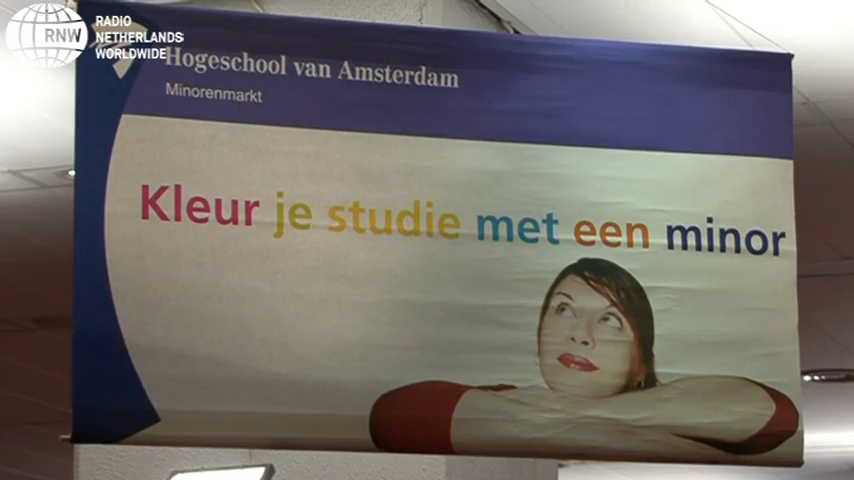 RNW
RADIO
NETHERLANDS
WORLDWIDE
Hogeschool van Amsterdam
Minorenmarkt
Kleur je studie met een minor